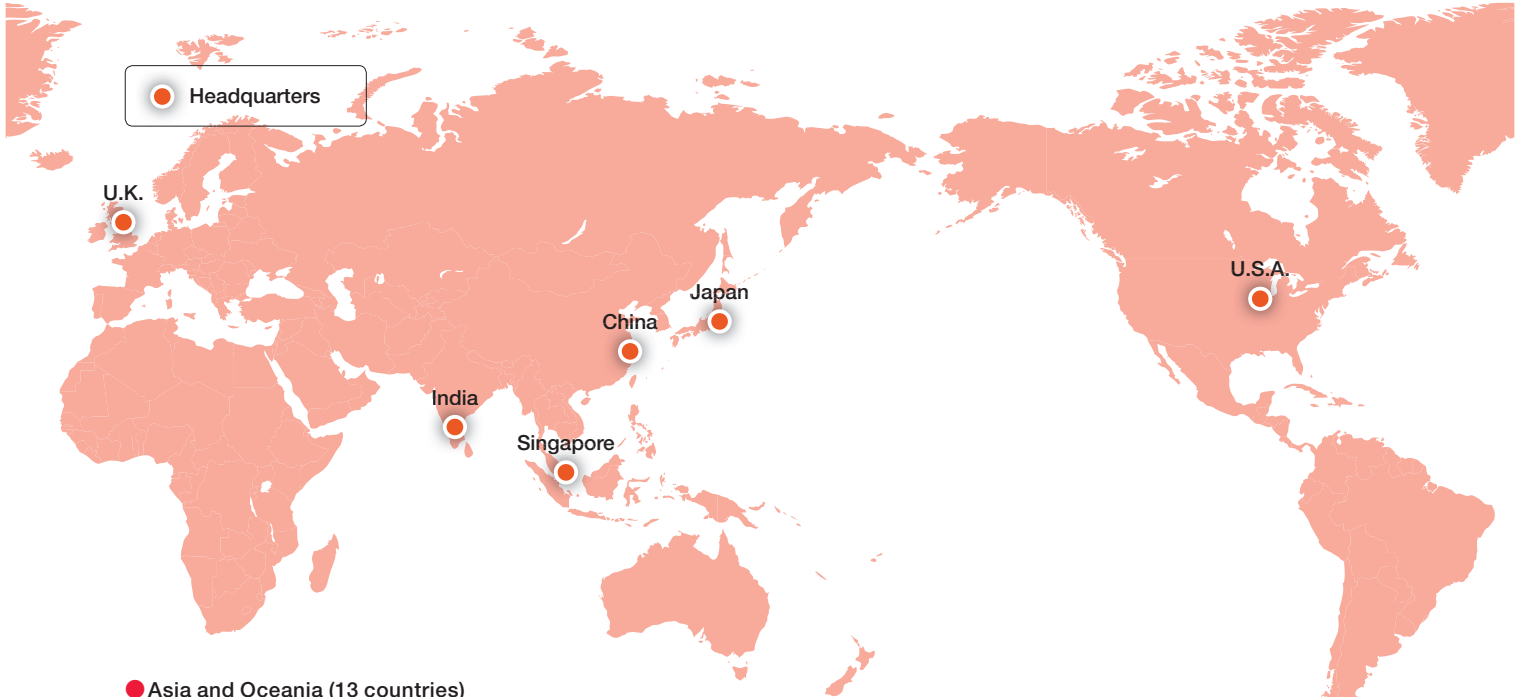 Headquarters
U.K.
U.S.A.
Japan
China
India
Singapore
Asia and Oceania (13 countries)